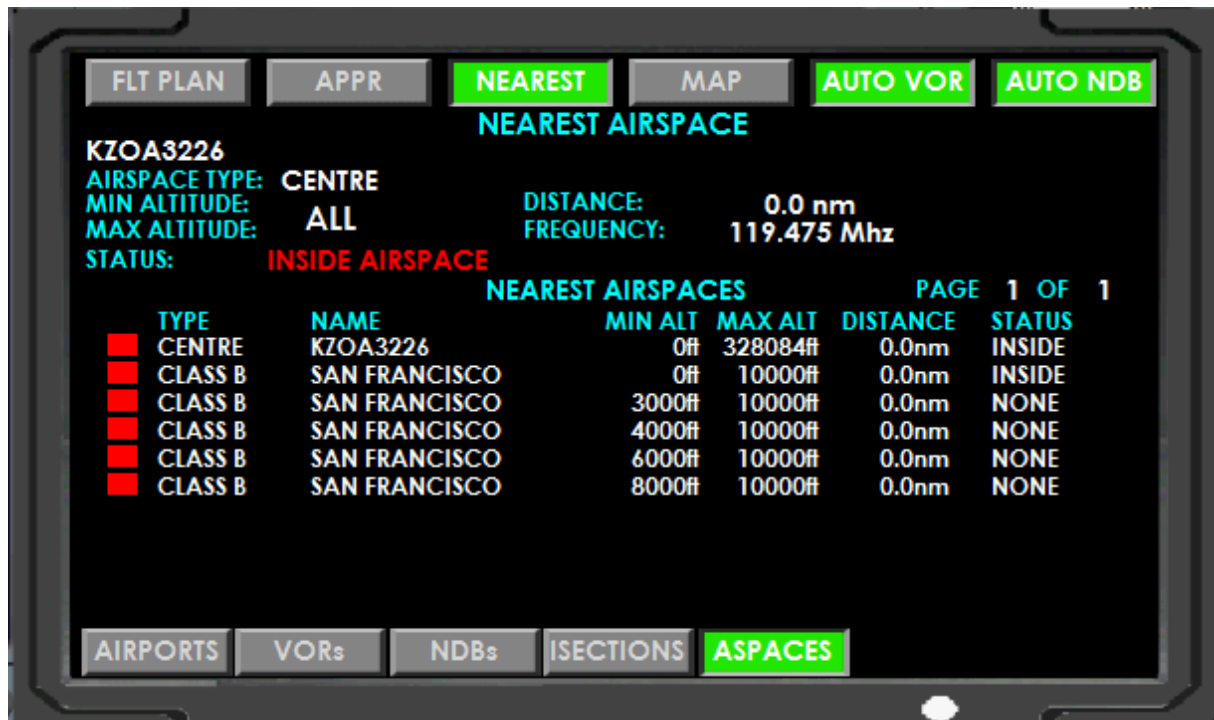 FLT PLAN APPR NEAREST MAP AUTO VOR AUTO NDB
NEAREST AIRSPACE
KZOA3226
AIRSPACE TYPE: CENTRE
MIN ALTITUDE: DISTANCE: 0.0 nm
ALL
MAX ALTITUDE: FREQUENCY: 119.475 Mhz
STATUS: INSIDE AIRSPACE
NEAREST AIRSPACES PAGE 1 OF 1
TYPE NAME MIN ALT MAX ALT DISTANCE STATUS
CENTRE KZOA3226 0ft 328084ft 0.0nm INSIDE
CLASS B SAN FRANCISCO 0ft 10000ft 0.0nm INSIDE
CLASS B SAN FRANCISCO 3000ft 10000ft 0.0nm NONE
CLASS B SAN FRANCISCO 4000ft 10000ft 0.0nm NONE
CLASS B SAN FRANCISCO 6000ft 10000ft 0.0nm NONE
CLASS B SAN FRANCISCO 8000ft 10000ft 0.0nm NONE
AIRPORTS VORs NDBs ISECTIONS ASPACES